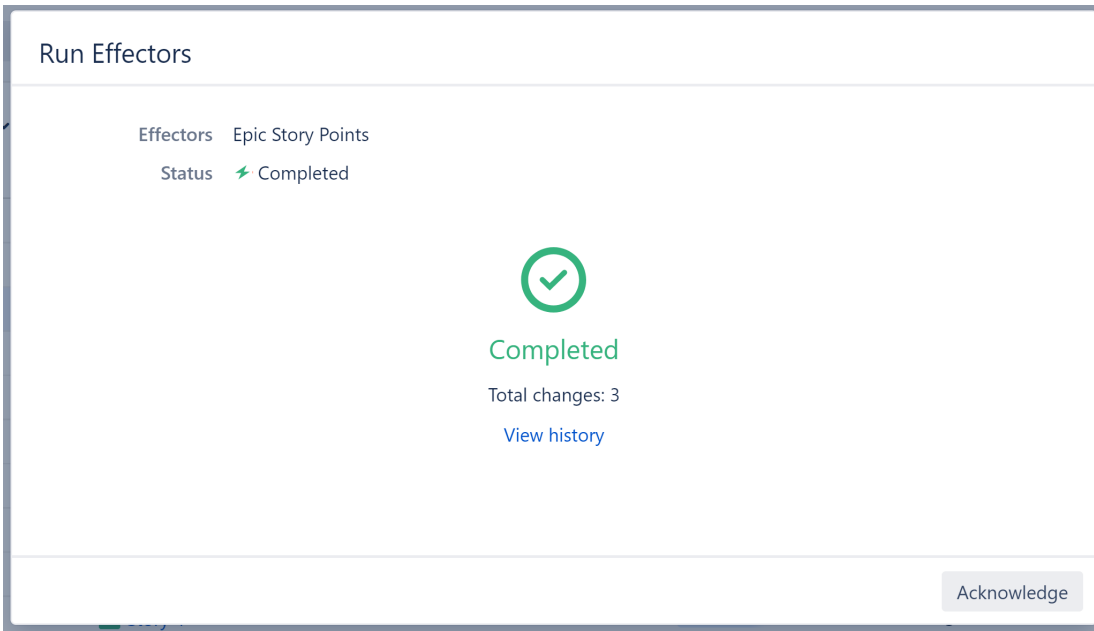 Run Effectors
Effectors Epic Story Points
Status Completed
Completed
Total changes: 3
View history
Acknowledge